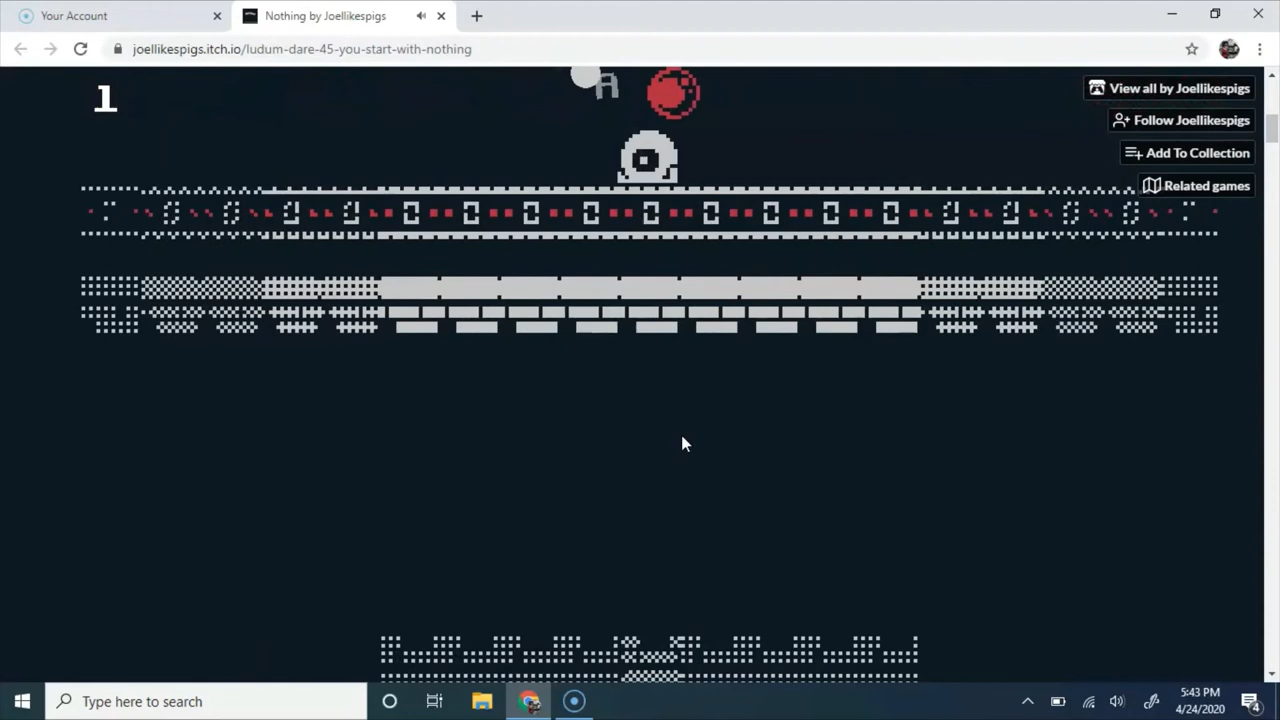 Your Account
Nothing by Joellikespigs
joellikespigs.itch.io/ludum-dare-45-you-start-with-nothing
1
View all by Joellikespigs
Follow Joellikespigs
Add To Collection
Related games
Type here to search
5:43 PM
4/24/2020
4